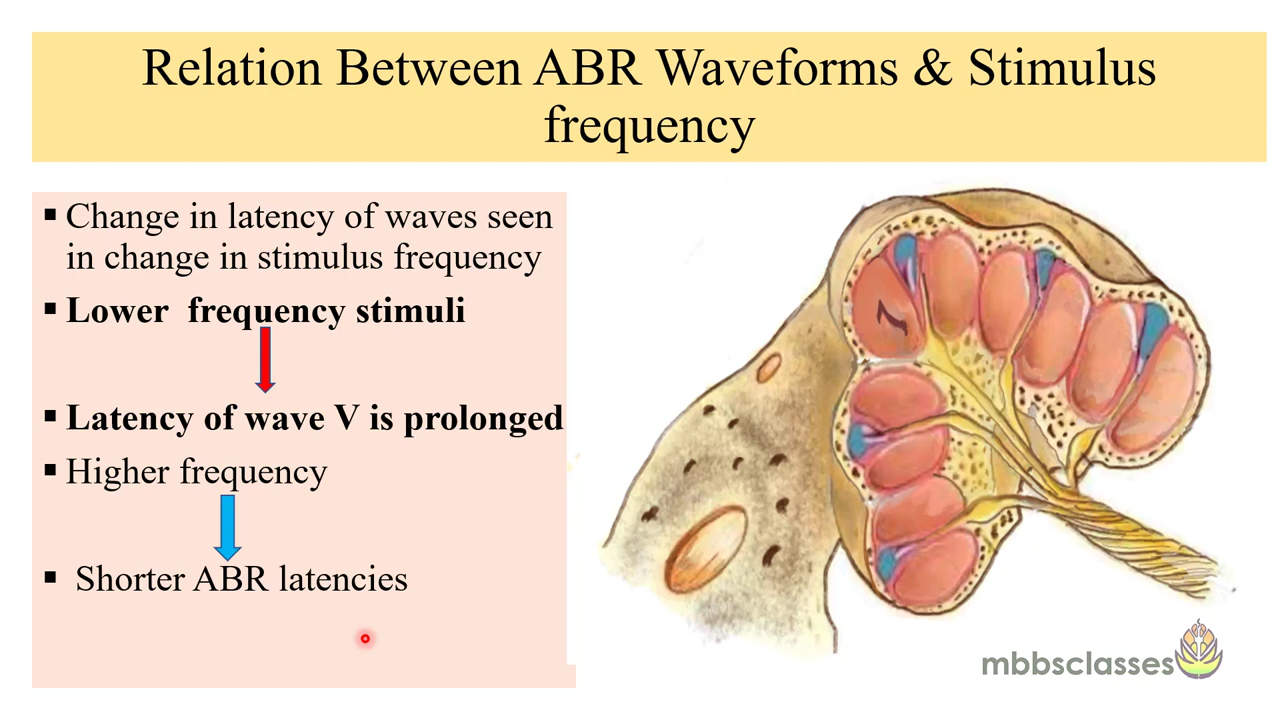 Relation Between ABR Waveforms & Stimulus
frequency
▪ Change in latency of waves seen
in change in stimulus frequency
▪ Lower frequency stimuli
▪ Latency of wave V is prolonged
▪ Higher frequency
▪ Shorter ABR latencies
mbbsclasses